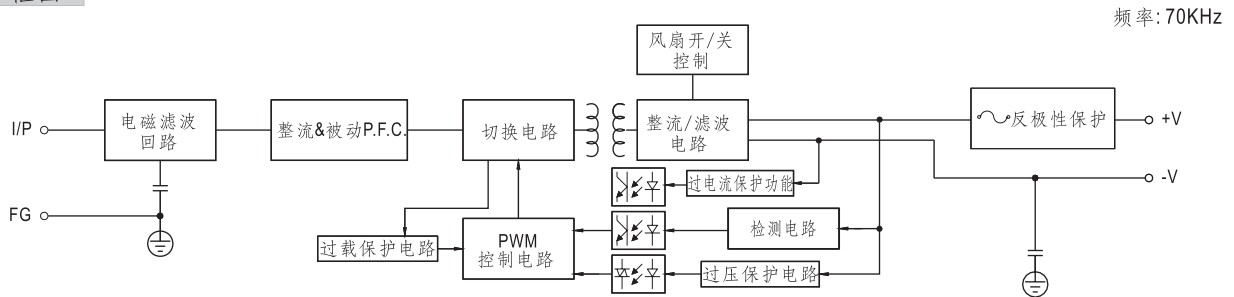 频率: 70KHz
风扇开/关
控制
I/P
电磁滤波
回路
整流&被动P.F.C.
切换电路
整流/滤波
电路
反极性保护
+V
-V
过电流保护功能
FG
检测电路
过载保护电路
PWM
控制电路
过压保护电路